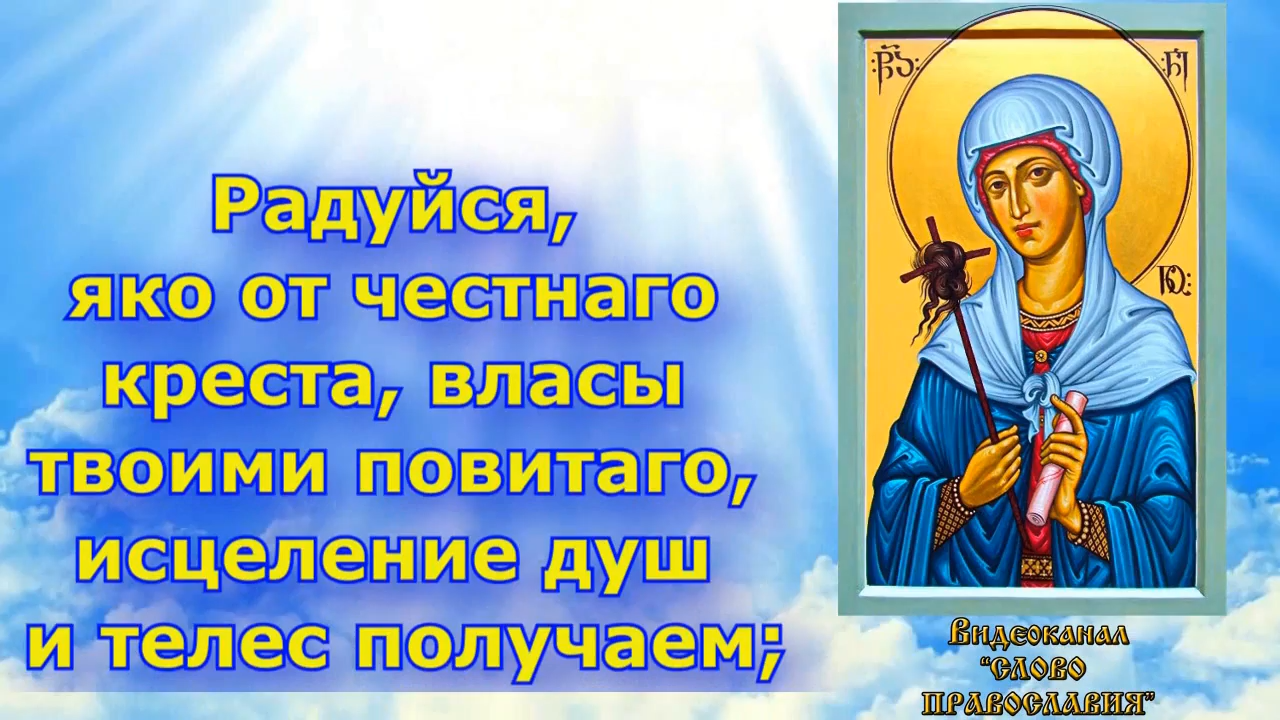 Радуйся,
яко от честнаго
креста, власы
твоими повитаго,
исцеление душ
и телес получаем;
Видеоканал
“СЛОВО
ПРАВОСЛАВИЯ”